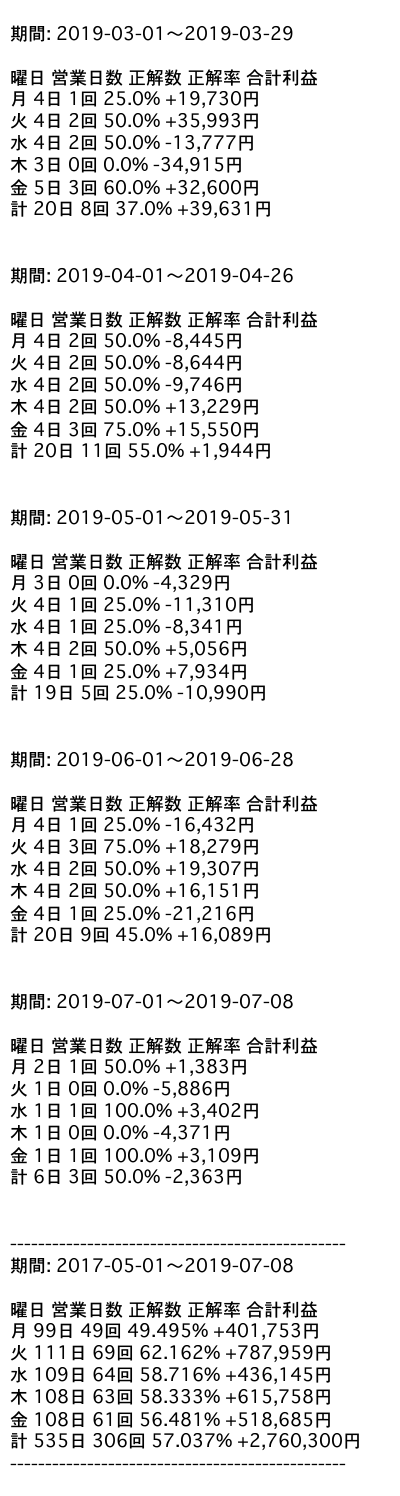 期間: 2019-03-01～2019-03-29
曜日 営業日数 正解数 正解率 合計利益
月 4日 1回 25.0% +19,730円
火 4日 2回 50.0% +35,993円
水 4日 2回 50.0% -13,777円
木 3日 0回 0.0% -34,915円
金 5日 3回 60.0% +32,600円
計 20日 8回 37.0% +39,631円
期間: 2019-04-01～2019-04-26
曜日 営業日数 正解数 正解率 合計利益
月 4日 2回 50.0% -8,445円
火 4日 2回 50.0% -8,644円
水 4日 2回 50.0% -9,746円
木 4日 2回 50.0% +13,229円
金 4日 3回 75.0% +15,550円
計 20日 11回 55.0% +1,944円
期間: 2019-05-01～2019-05-31
曜日 営業日数 正解数 正解率 合計利益
月 3日 0回 0.0% -4,329円
火 4日 1回 25.0% -11,310円
水 4日 1回 25.0% -8,341円
木 4日 2回 50.0% +5,056円
金 4日 1回 25.0% +7,934円
計 19日 5回 25.0% -10,990円
期間: 2019-06-01～2019-06-28
曜日 営業日数 正解数 正解率 合計利益
月 4日 1回 25.0% -16,432円
火 4日 3回 75.0% +18,279円
水 4日 2回 50.0% +19,307円
木 4日 2回 50.0% +16,151円
金 4日 1回 25.0% -21,216円
計 20日 9回 45.0% +16,089円
期間: 2019-07-01～2019-07-08
曜日 営業日数 正解数 正解率 合計利益
月 2日 1回 50.0% +1,383円
火 1日 0回 0.0% -5,886円
水 1日 1回 100.0% +3,402円
木 1日 0回 0.0% -4,371円
金 1日 1回 100.0% +3,109円
計 6日 3回 50.0% -2,363円
------------------------------------------------
期間: 2017-05-01～2019-07-08
曜日 営業日数 正解数 正解率 合計利益
月 99日 49回 49.495% +401,753円
火 111日 69回 62.162% +787,959円
水 109日 64回 58.716% +436,145円
木 108日 63回 58.333% +615,758円
金 108日 61回 56.481% +518,685円
計 535日 306回 57.037% +2,760,300円
------------------------------------------------